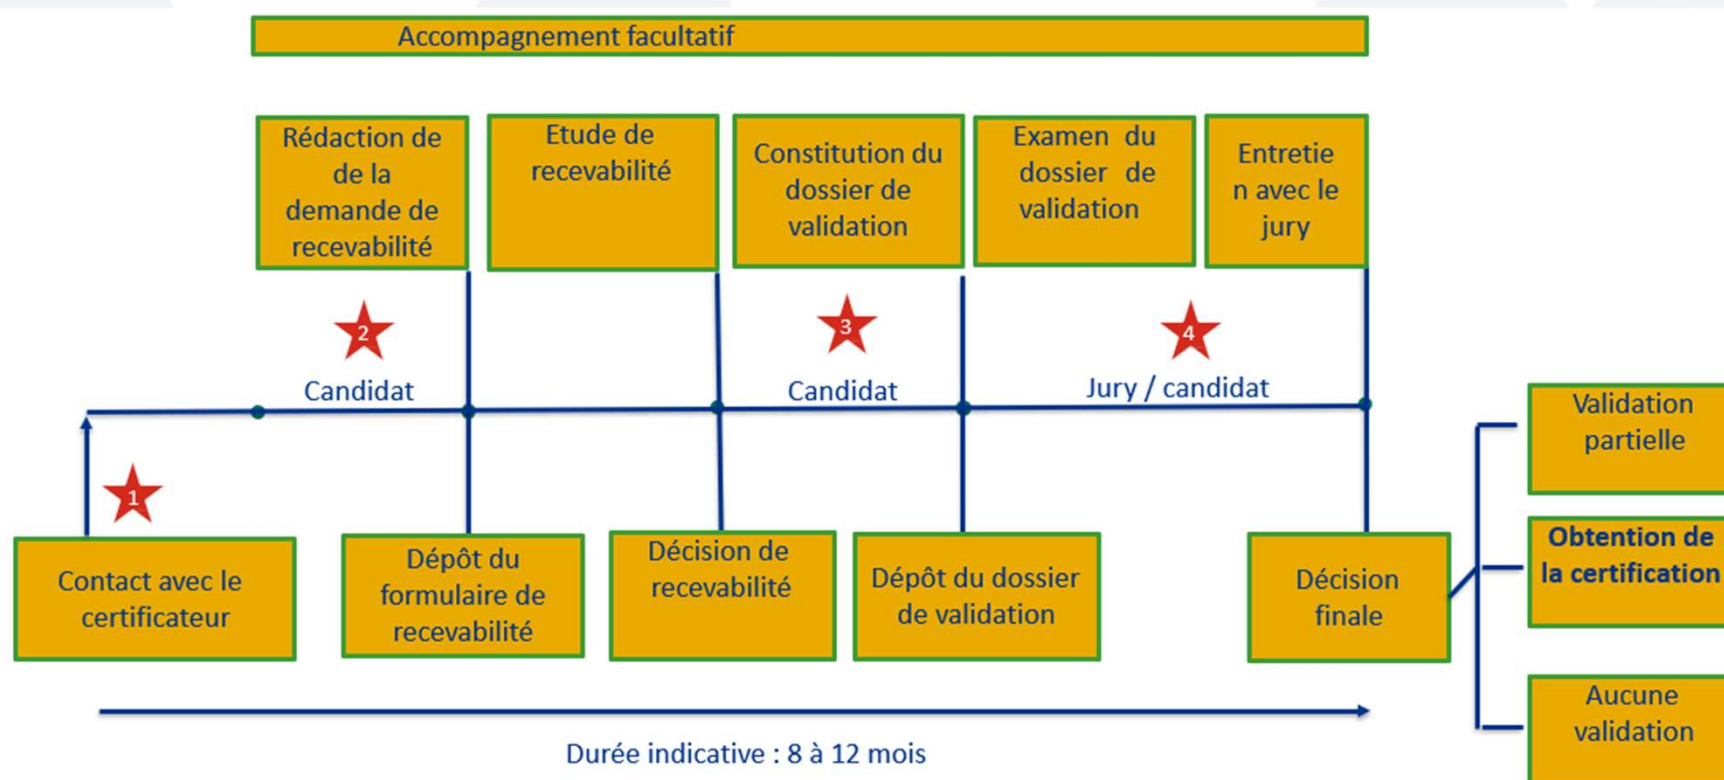 Accompagnement facultatif
Rédaction de
de la
demande de
recevabilité
Etude de
recevabilité
Constitution du
dossier de
validation
Examen du
dossier de
validation
Entretie
n avec le
jury
2
3
4
Candidat
Candidat
Jury / candidat
1
Contact avec le
certificateur
Dépôt du
formulaire de
recevabilité
Décision de
recevabilité
Dépôt du dossier
de validation
Décision
finale
Validation
partielle
Obtention de
la certification
Aucune
validation
Durée indicative : 8 à 12 mois